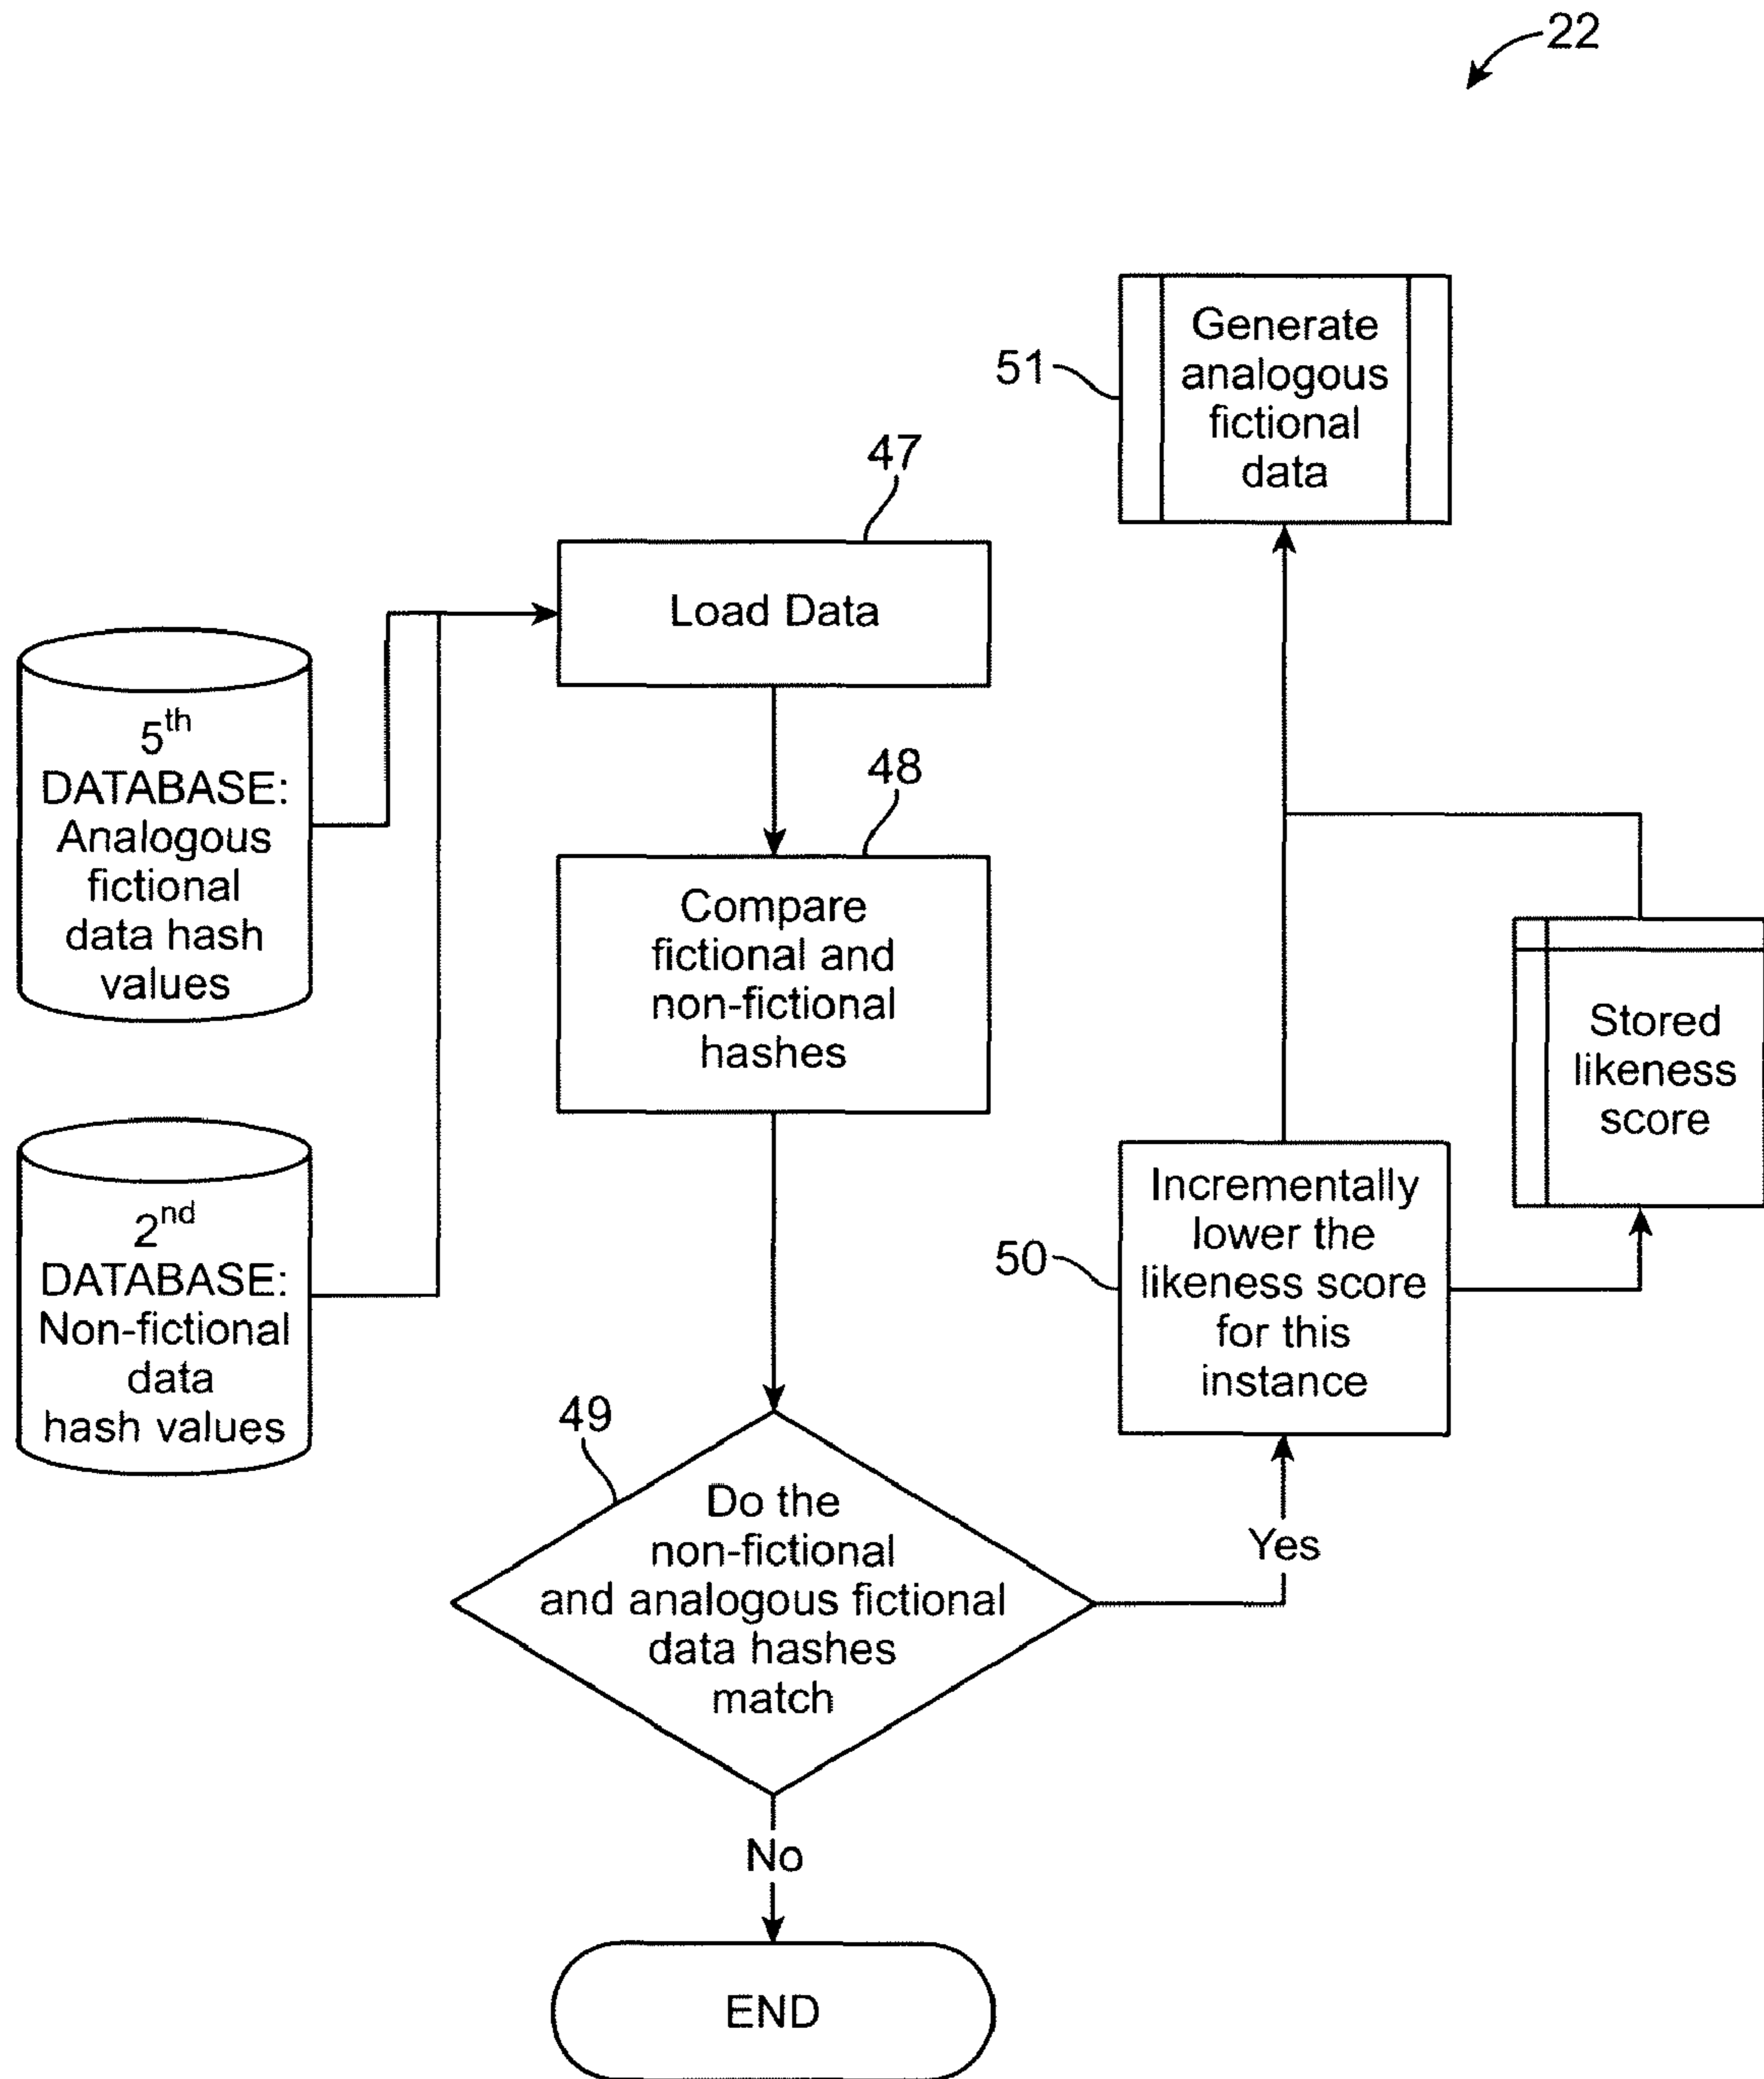 22
51
Generate
analogous
fictional
data
47
Load Data
5th
DATABASE:
Analogous
fictional
data hash
values
48
Compare
fictional and
non-fictional
hashes
Stored
likeness
score
2nd
DATABASE:
Non-fictional
data
hash values
50
Incrementally
lower the
likeness score
for this
instance
49
Do the
non-fictional
and analogous fictional
data hashes
match
Yes
No
END